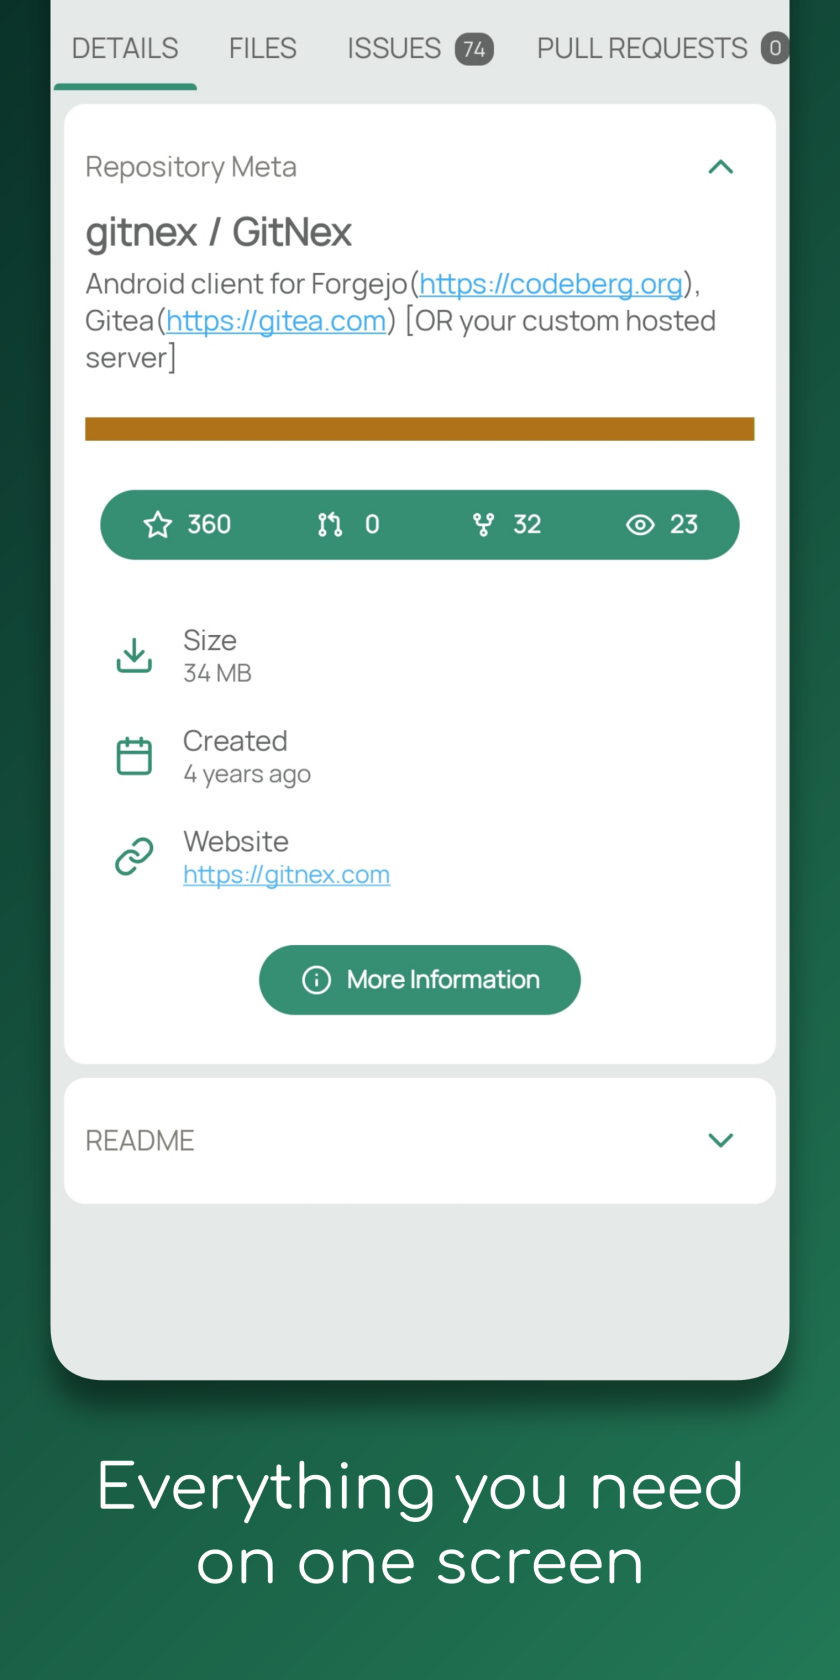 DETAILS FILES ISSUES 74 PULL REQUESTS 0
Repository Meta
gitnex / GitNex
Android client for Forgejo(https://codeberg.org),
Gitea(https://gitea.com) [OR your custom hosted
server]
360 0 32 23
Size
34 MB
Created
4 years ago
Website
https://gitnex.com
More Information
README
Everything you need
on one screen